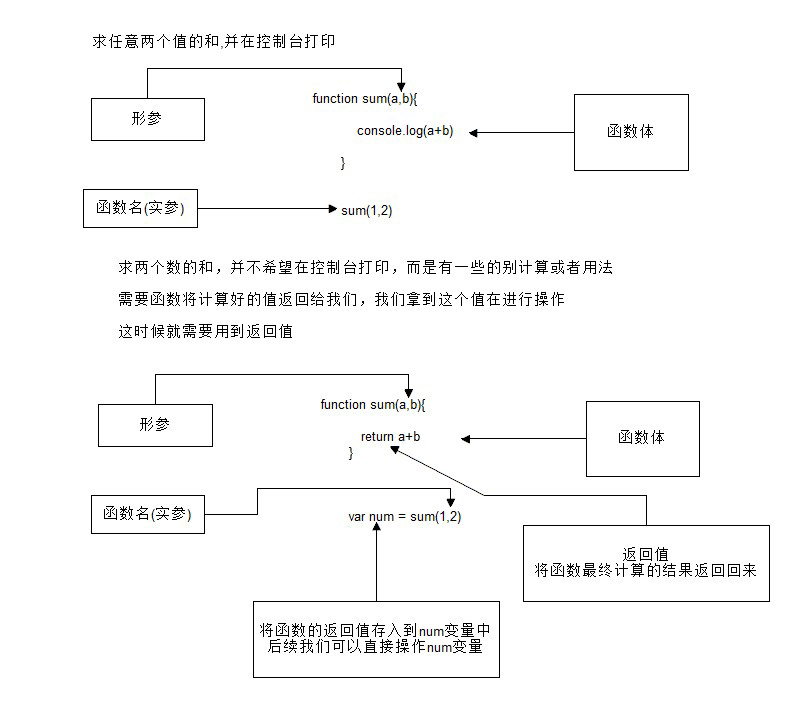 求任意两个值的和,并在控制台打印
形参
function sum(a,b){
console.log(a+b)
函数体
}
函数名(实参)
sum(1,2)
求两个数的和，并不希望在控制台打印，而是有一些的别计算或者用法
需要函数将计算好的值返回给我们，我们拿到这个值在进行操作
这时候就需要用到返回值
形参
function sum(a,b){
return a+b
函数体
}
函数名(实参)
var num = sum(1,2)
返回值
将函数最终计算的结果返回回来
将函数的返回值存入到num变量中
后续我们可以直接操作num变量